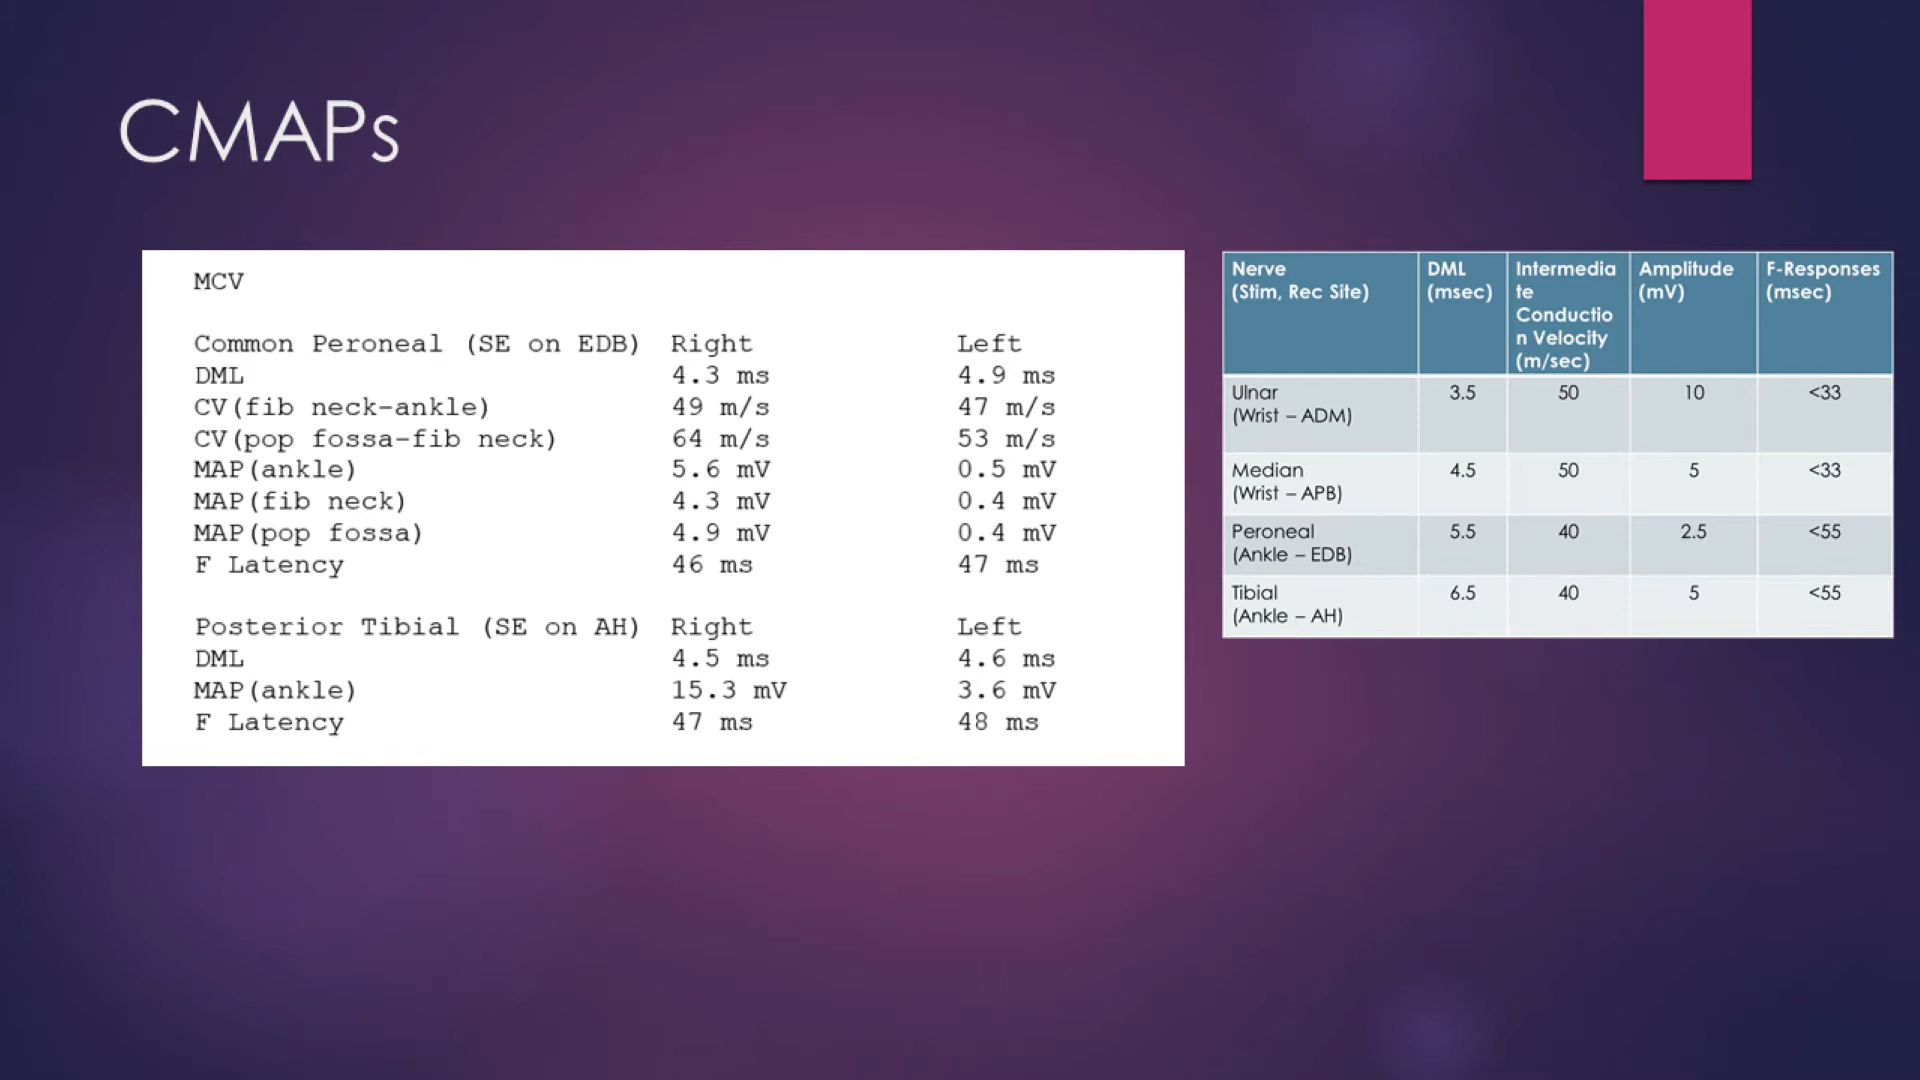 CMAPs
MCV
Common Peroneal (SE on EDB) Right Left
DML 4.3 ms 4.9 ms
CV(fib neck-ankle) 49 m/s 47 m/s
CV(pop fossa-fib neck) 64 m/s 53 m/s
MAP(ankle) 5.6 mV 0.5 mV
MAP(fib neck) 4.3 mV 0.4 mV
MAP(pop fossa) 4.9 mV 0.4 mV
F Latency 46 ms 47 ms
Posterior Tibial (SE on AH) Right Left
DML 4.5 ms 4.6 ms
MAP(ankle) 15.3 mV 3.6 mV
F Latency 47 ms 48 ms
Nerve DML Intermedia Amplitude F-Responses
(Stim, Rec Site) (msec) te (mV) (msec)
Conductio
n Velocity
(m/sec)
Ulnar 3.5 50 10 <33
(Wrist – ADM)
Median 4.5 50 5 <33
(Wrist – APB)
Peroneal 5.5 40 2.5 <55
(Ankle – EDB)
Tibial 6.5 40 5 <55
(Ankle – AH)